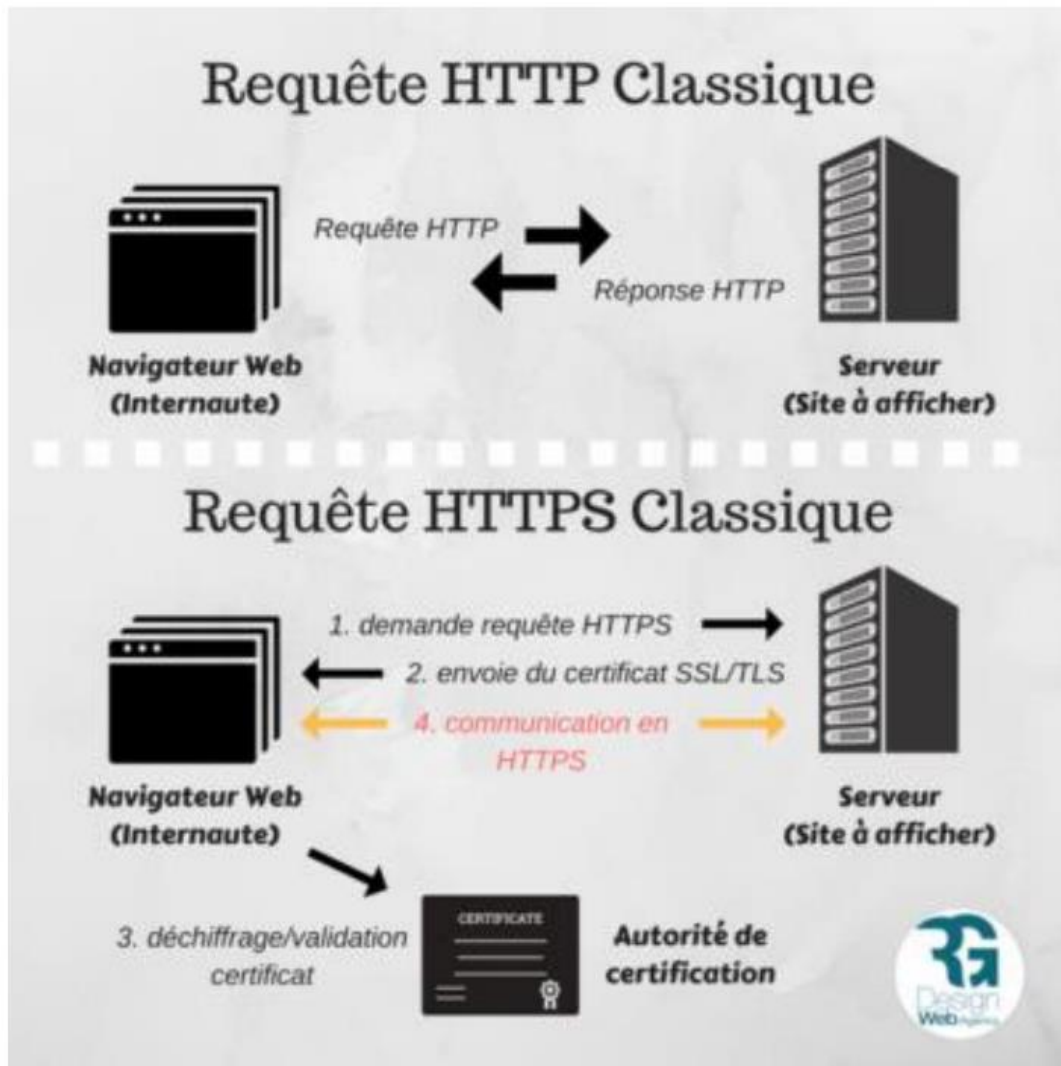 Requête HTTP Classique
Requête HTTP
Réponse HTTP
Navigateur Web
(Internaute)
Serveur
(Site à afficher)
Requête HTTPS Classique
1. demande requête HTTPS
2. envoie du certificat SSL/TLS
4. communication en
HTTPS
Navigateur Web
(Internaute)
Serveur
(Site à afficher)
3. déchiffrage/validation
certificat
CERTIFICATE
Autorité de
certification
RG
Design
Web Agency